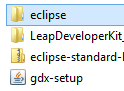 eclipse
LeapDeveloperKit_
eclipse-standard-
gdx-setup